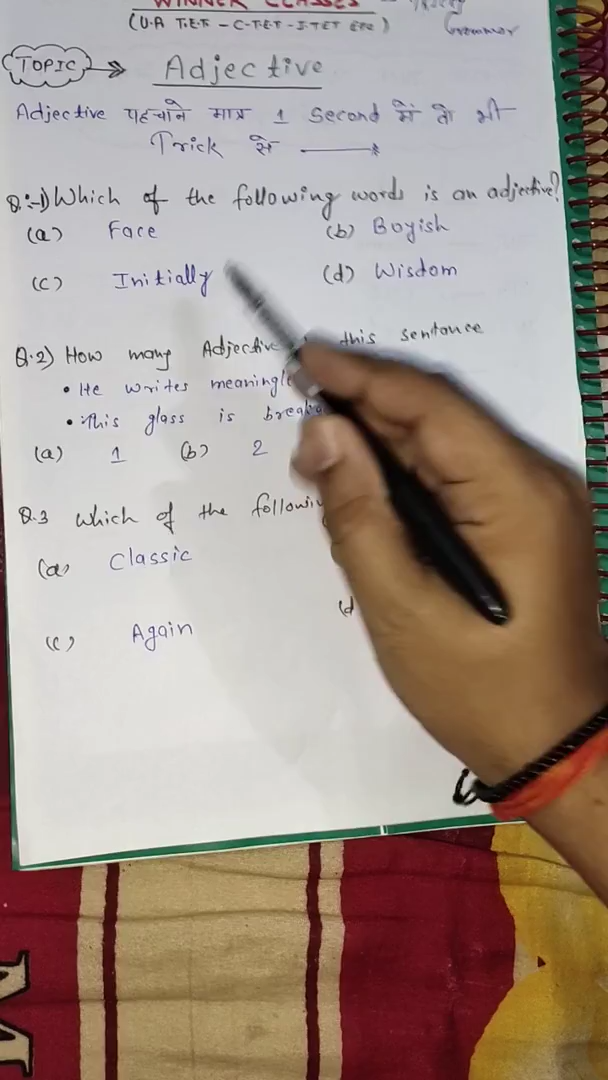 WINNER CLASSES
(U.P TET - C-TET - S-TET ETC)
Grammar
TOPIC Adjective
Adjective पहचाने मात्र 1 second में वो भी
Trick से
Q:-1) Which of the following words is an adjective?
(a) Face (b) Boyish
(c) Initially (d) Wisdom
Q.2) How many Adjective this sentence
• He writes
• This glass is
(a) 1 (b) 2
Q.3 Which of the
(a) Classic
(d
(c) Again